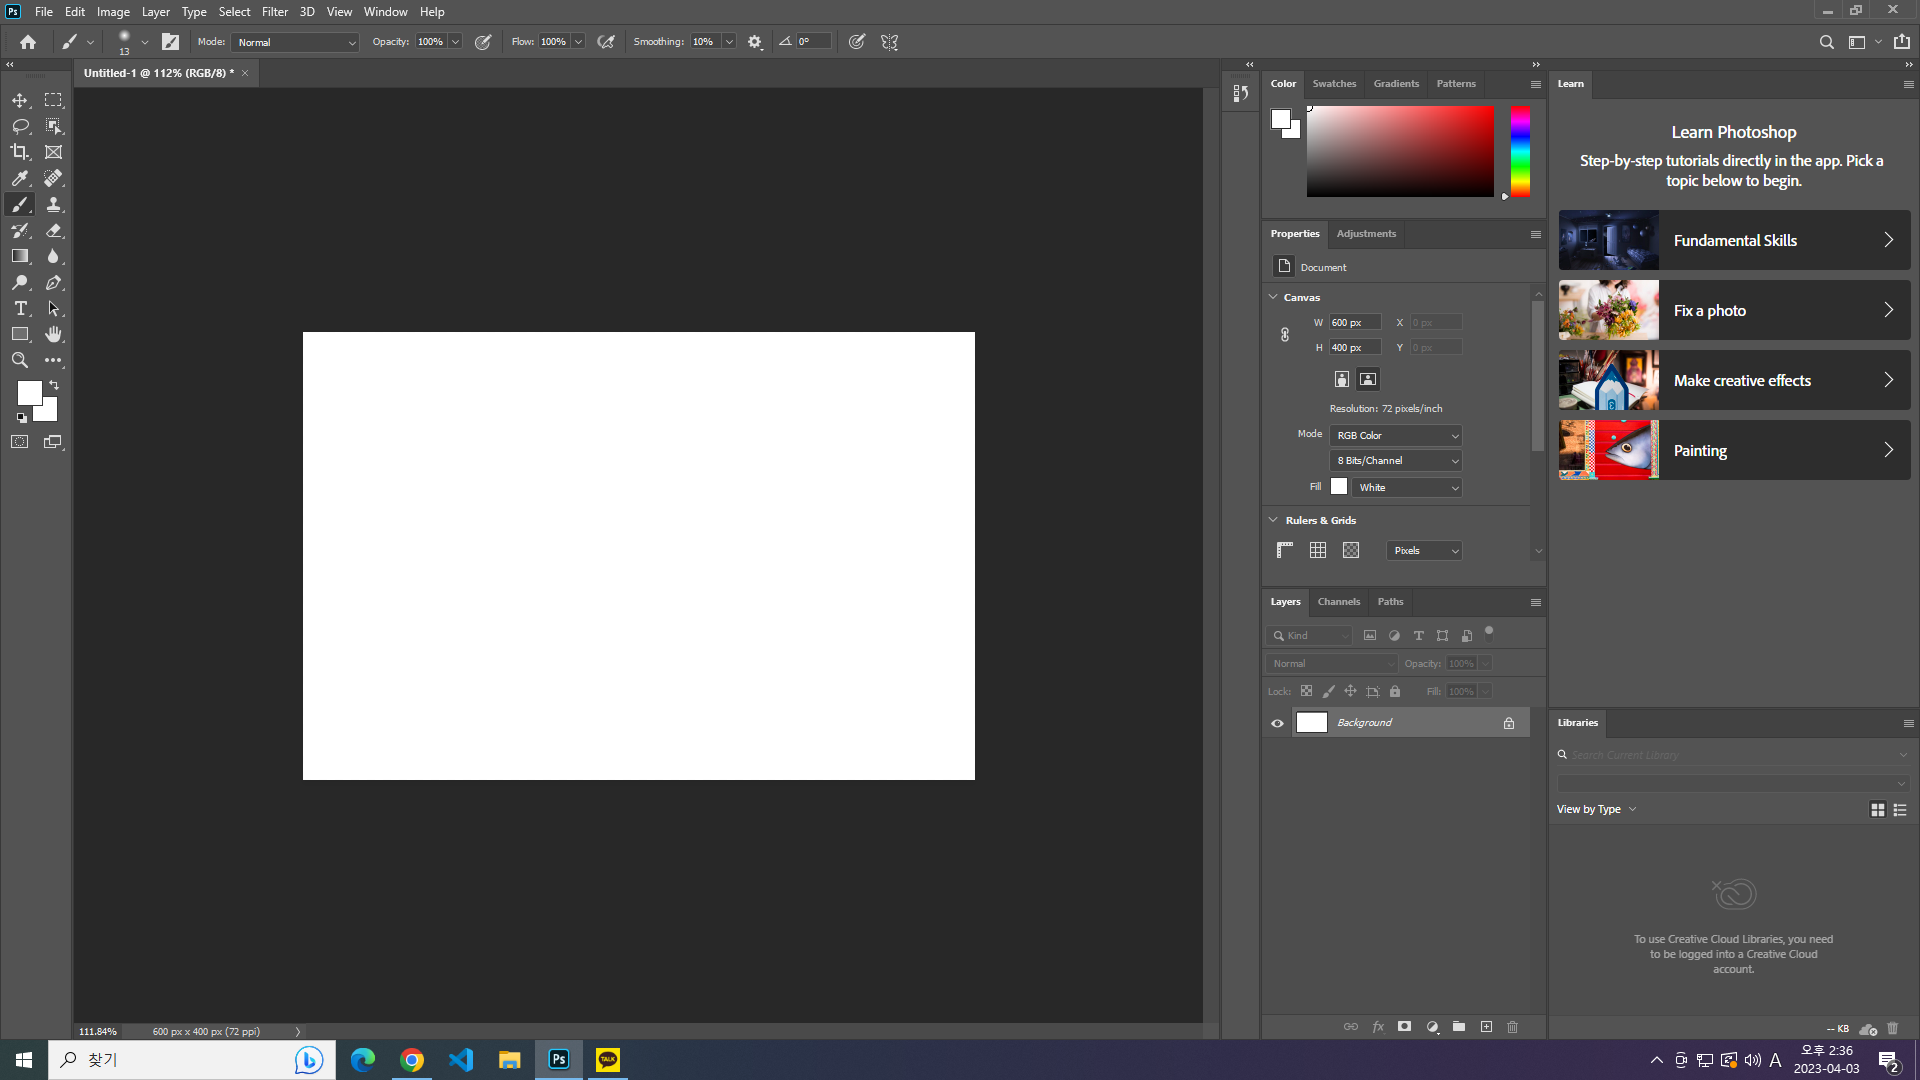 Ps File Edit Image Layer Type Select Filter 3D View Window Help
13 Mode: Normal Opacity: 100% Flow: 100% Smoothing: 10% 0°
Untitled-1 @ 112% (RGB/8) * ×
Color Swatches Gradients Patterns
Properties Adjustments
Document
Canvas
W 600 px X 0 px
H 400 px Y 0 px
Resolution: 72 pixels/inch
Mode RGB Color
8 Bits/Channel
Fill White
Rulers & Grids
Pixels
Layers Channels Paths
Kind
Normal Opacity: 100%
Lock: Fill: 100%
Background
Learn
Learn Photoshop
Step-by-step tutorials directly in the app. Pick a
topic below to begin.
Fundamental Skills
Fix a photo
Make creative effects
Painting
Libraries
Search Current Library
View by Type
To use Creative Cloud Libraries, you need
to be logged into a Creative Cloud
account.
-- KB
111.84% 600 px x 400 px (72 ppi)
찾기
Ps
TALK
A
오후 2:36
2023-04-03
2